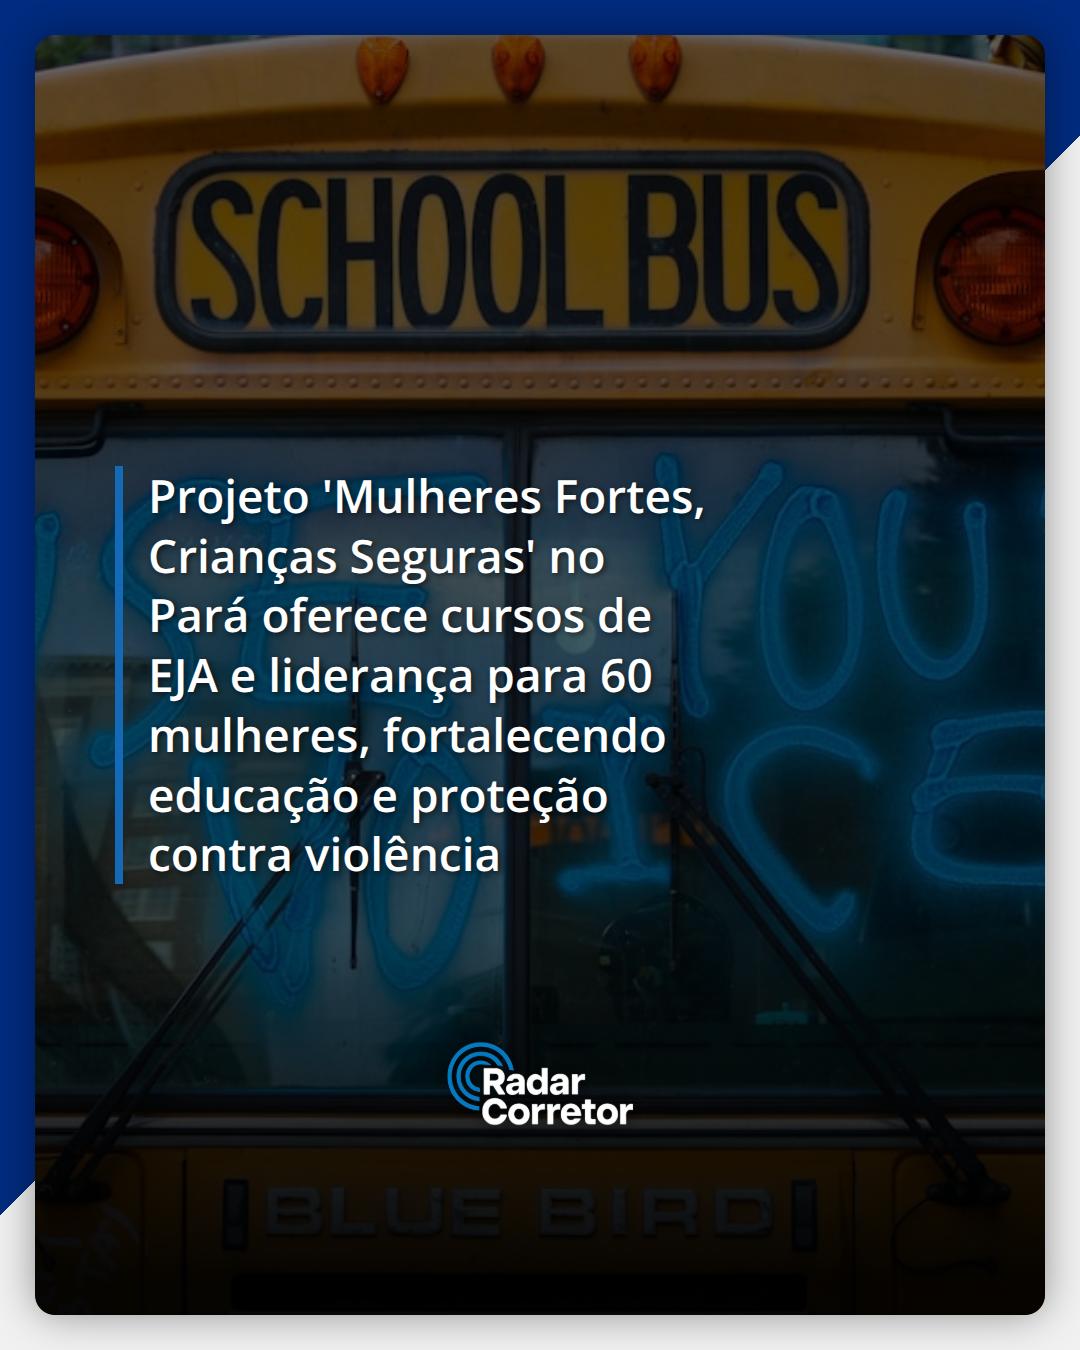 SCHOOL BUS
YOU
Projeto 'Mulheres Fortes,
Crianças Seguras' no
Pará oferece cursos de
EJA e liderança para 60
mulheres, fortalecendo
educação e proteção
contra violência
Radar
Corretor
BLUE BIRD